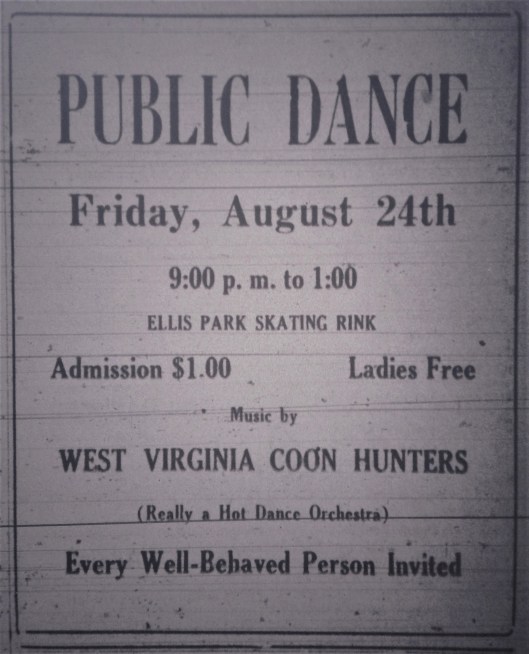 PUBLIC DANCE
Friday, August 24th
9:00 p. m. to 1:00
ELLIS PARK SKATING RINK
Admission $1.00 Ladies Free
Music by
WEST VIRGINIA COON HUNTERS
(Really a Hot Dance Orchestra)
Every Well-Behaved Person Invited